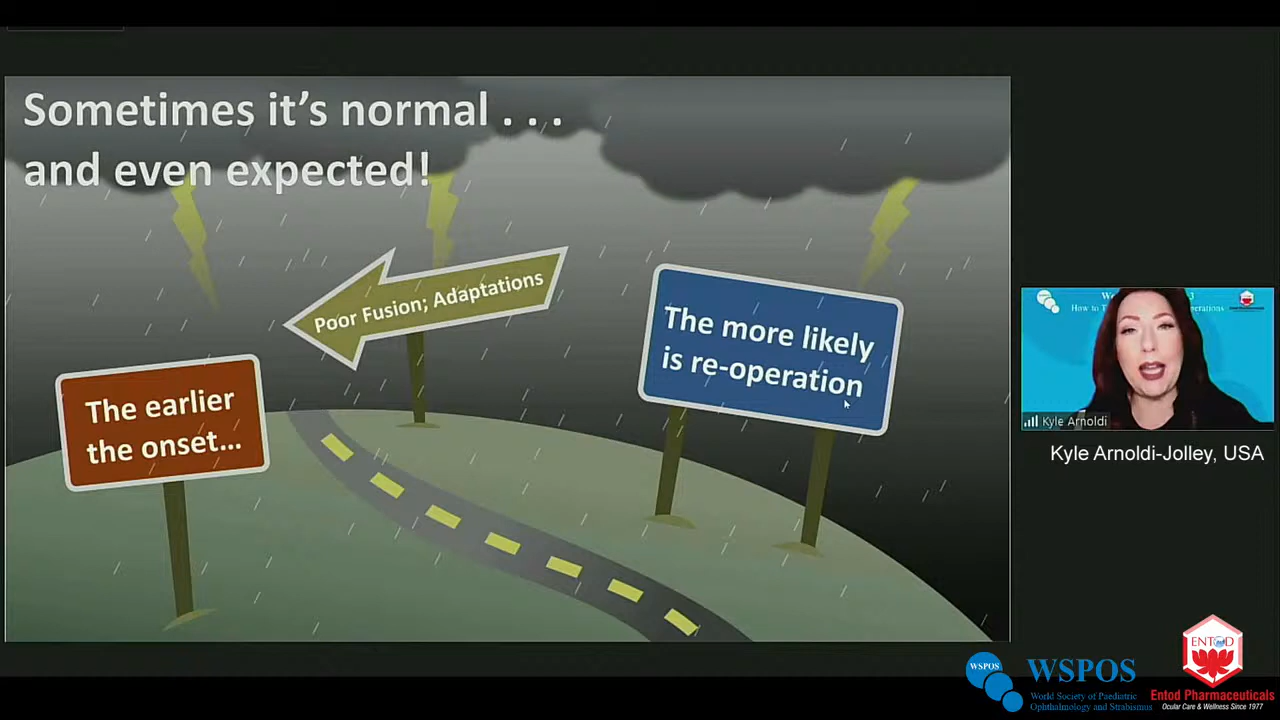 Sometimes it's normal . . .
and even expected!
Poor Fusion; Adaptations
The more likely
is re-operation
The earlier
the onset...
Kyle Arnoldi
Kyle Arnoldi-Jolley, USA
WSPOS
WSPOS
World Society of Paediatric
Ophthalmology and Strabismus
ENTOD
Entod Pharmaceuticals
Ocular Care & Wellness Since 1977